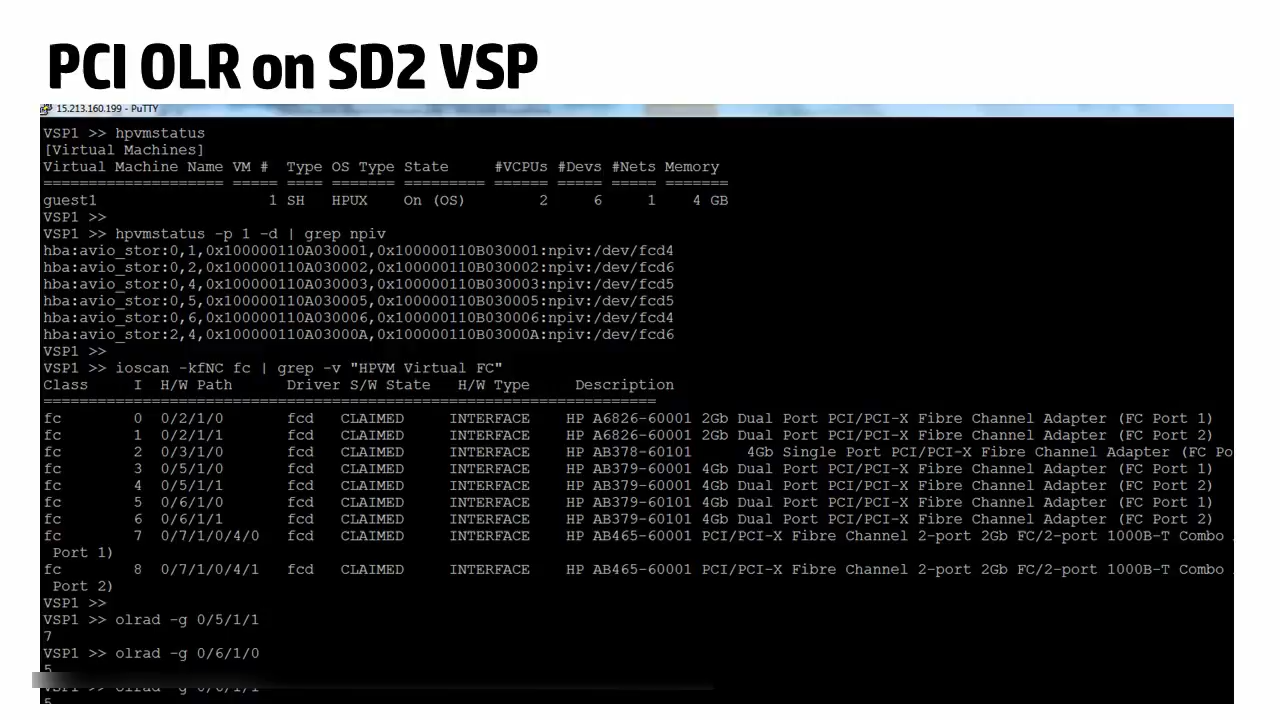 PCI OLR on SD2 VSP
15.213.160.199 - PuTTY
VSP1 >> hpvmstatus
[Virtual Machines]
Virtual Machine Name VM #  Type OS Type State     #VCPUs #Devs #Nets Memory
==================== ===== ==== ======= ========= ====== ===== ===== =======
guest1                   1 SH   HPUX    On (OS)        2     6     1    4 GB
VSP1 >>
VSP1 >> hpvmstatus -p 1 -d | grep npiv
hba:avio_stor:0,1,0x100000110A030001,0x100000110B030001:npiv:/dev/fcd4
hba:avio_stor:0,2,0x100000110A030002,0x100000110B030002:npiv:/dev/fcd6
hba:avio_stor:0,4,0x100000110A030003,0x100000110B030003:npiv:/dev/fcd5
hba:avio_stor:0,5,0x100000110A030005,0x100000110B030005:npiv:/dev/fcd5
hba:avio_stor:0,6,0x100000110A030006,0x100000110B030006:npiv:/dev/fcd4
hba:avio_stor:2,4,0x100000110A03000A,0x100000110B03000A:npiv:/dev/fcd6
VSP1 >>
VSP1 >> ioscan -kfNC fc | grep -v "HPVM Virtual FC"
Class     I  H/W Path      Driver S/W State   H/W Type     Description
====================================================================
fc        0  0/2/1/0       fcd   CLAIMED     INTERFACE    HP A6826-60001 2Gb Dual Port PCI/PCI-X Fibre Channel Adapter (FC Port 1)
fc        1  0/2/1/1       fcd   CLAIMED     INTERFACE    HP A6826-60001 2Gb Dual Port PCI/PCI-X Fibre Channel Adapter (FC Port 2)
fc        2  0/3/1/0       fcd   CLAIMED     INTERFACE    HP AB378-60101      4Gb Single Port PCI/PCI-X Fibre Channel Adapter (FC Po
fc        3  0/5/1/0       fcd   CLAIMED     INTERFACE    HP AB379-60001 4Gb Dual Port PCI/PCI-X Fibre Channel Adapter (FC Port 1)
fc        4  0/5/1/1       fcd   CLAIMED     INTERFACE    HP AB379-60001 4Gb Dual Port PCI/PCI-X Fibre Channel Adapter (FC Port 2)
fc        5  0/6/1/0       fcd   CLAIMED     INTERFACE    HP AB379-60101 4Gb Dual Port PCI/PCI-X Fibre Channel Adapter (FC Port 1)
fc        6  0/6/1/1       fcd   CLAIMED     INTERFACE    HP AB379-60101 4Gb Dual Port PCI/PCI-X Fibre Channel Adapter (FC Port 2)
fc        7  0/7/1/0/4/0   fcd   CLAIMED     INTERFACE    HP AB465-60001 PCI/PCI-X Fibre Channel 2-port 2Gb FC/2-port 1000B-T Combo
Port 1)
fc        8  0/7/1/0/4/1   fcd   CLAIMED     INTERFACE    HP AB465-60001 PCI/PCI-X Fibre Channel 2-port 2Gb FC/2-port 1000B-T Combo
Port 2)
VSP1 >>
VSP1 >> olrad -g 0/5/1/1
7
VSP1 >> olrad -g 0/6/1/0
5
VSP1 >> olrad -g 0/6/1/1
5